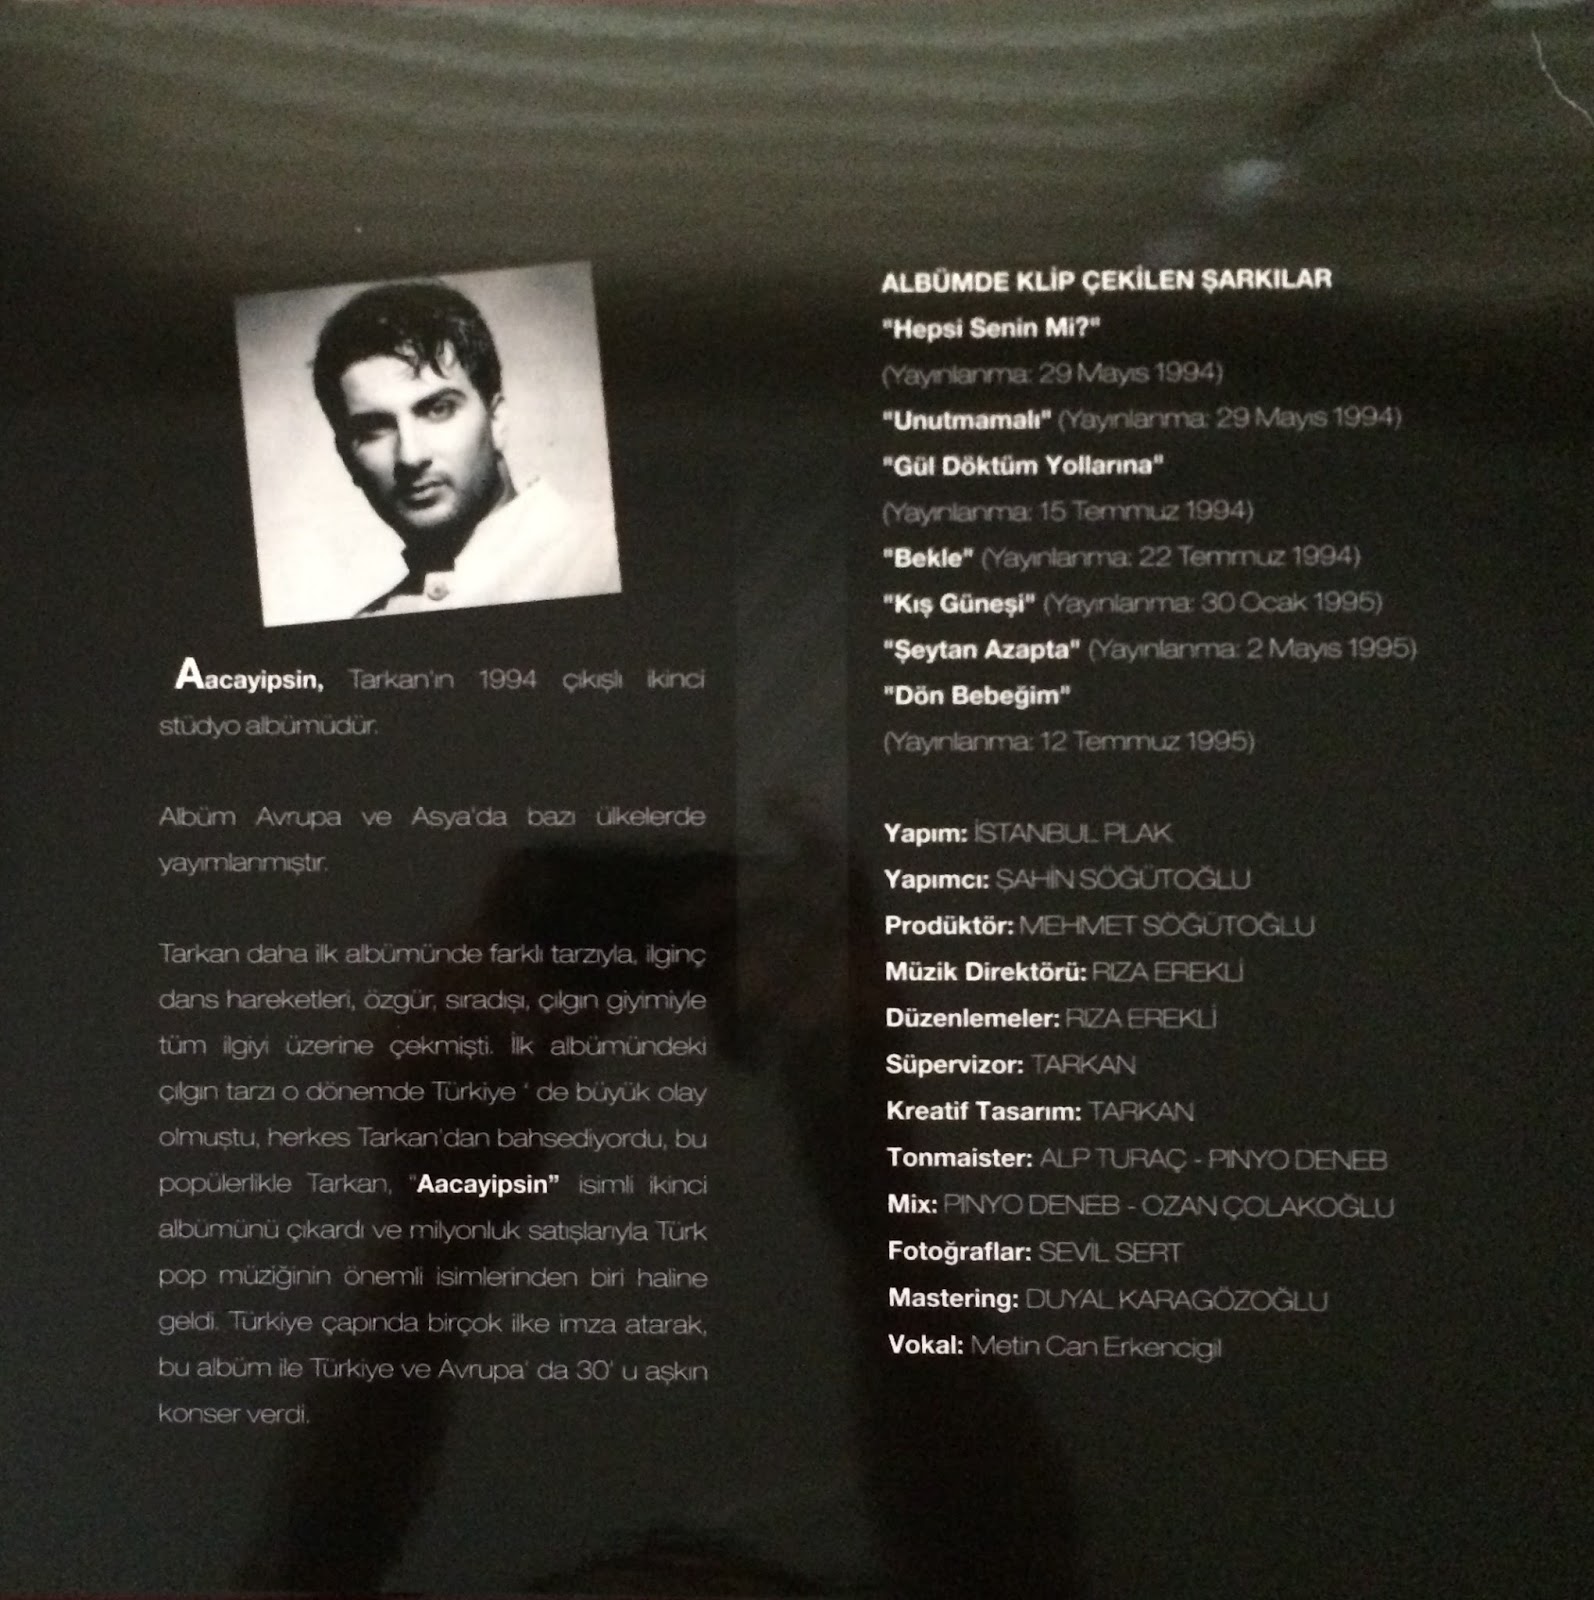 Aacayipsin, Tarkan'ın 1994 çıkışlı ikinci
stüdyo albümüdür.
Albüm Avrupa ve Asya'da bazı ülkelerde
yayımlanmıştır.
Tarkan daha ilk albümünde farklı tarzıyla, ilginç
dans hareketleri, özgür, sıradışı, çılgın giyimiyle
tüm ilgiyi üzerine çekmişti. İlk albümündeki
çılgın tarzı o dönemde Türkiye ' de büyük olay
olmuştu, herkes Tarkan'dan bahsediyordu, bu
popülerlikle Tarkan, "Aacayipsin" isimli ikinci
albümünü çıkardı ve milyonluk satışlarıyla Türk
pop müziğinin önemli isimlerinden biri haline
geldi. Türkiye çapında birçok ilke imza atarak,
bu albüm ile Türkiye ve Avrupa' da 30' u aşkın
konser verdi.
ALBÜMDE KLİP ÇEKİLEN ŞARKILAR
"Hepsi Senin Mi?"
(Yayınlanma: 29 Mayıs 1994)
"Unutmamalı" (Yayınlanma: 29 Mayıs 1994)
"Gül Döktüm Yollarına"
(Yayınlanma: 15 Temmuz 1994)
"Bekle" (Yayınlanma: 22 Temmuz 1994)
"Kış Güneşi" (Yayınlanma: 30 Ocak 1995)
"Şeytan Azapta" (Yayınlanma: 2 Mayıs 1995)
"Dön Bebeğim"
(Yayınlanma: 12 Temmuz 1995)
Yapım: İSTANBUL PLAK
Yapımcı: ŞAHİN SÖĞÜTOĞLU
Prodüktör: MEHMET SÖĞÜTOĞLU
Müzik Direktörü: RIZA EREKLİ
Düzenlemeler: RIZA EREKLİ
Süpervizor: TARKAN
Kreatif Tasarım: TARKAN
Tonmaister: ALP TURAÇ - PINYO DENEB
Mix: PINYO DENEB - OZAN ÇOLAKOĞLU
Fotoğraflar: SEVİL SERT
Mastering: DUYAL KARAGÖZOĞLU
Vokal: Metin Can Erkencigil